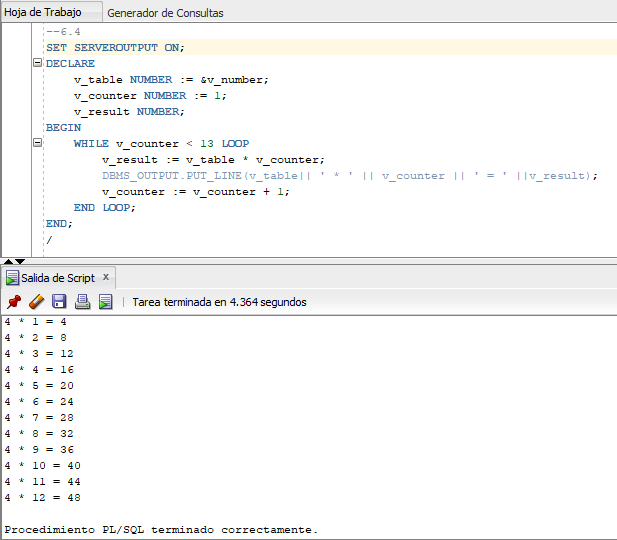 Hoja de Trabajo Generador de Consultas
--6.4
SET SERVEROUTPUT ON;
DECLARE
    v_table NUMBER := &v_number;
    v_counter NUMBER := 1;
    v_result NUMBER;
BEGIN
    WHILE v_counter < 13 LOOP
        v_result := v_table * v_counter;
        DBMS_OUTPUT.PUT_LINE(v_table|| ' * ' || v_counter || ' = ' ||v_result);
        v_counter := v_counter + 1;
    END LOOP;
END;
/
Salida de Script x
Tarea terminada en 4.364 segundos
4 * 1 = 4
4 * 2 = 8
4 * 3 = 12
4 * 4 = 16
4 * 5 = 20
4 * 6 = 24
4 * 7 = 28
4 * 8 = 32
4 * 9 = 36
4 * 10 = 40
4 * 11 = 44
4 * 12 = 48
Procedimiento PL/SQL terminado correctamente.